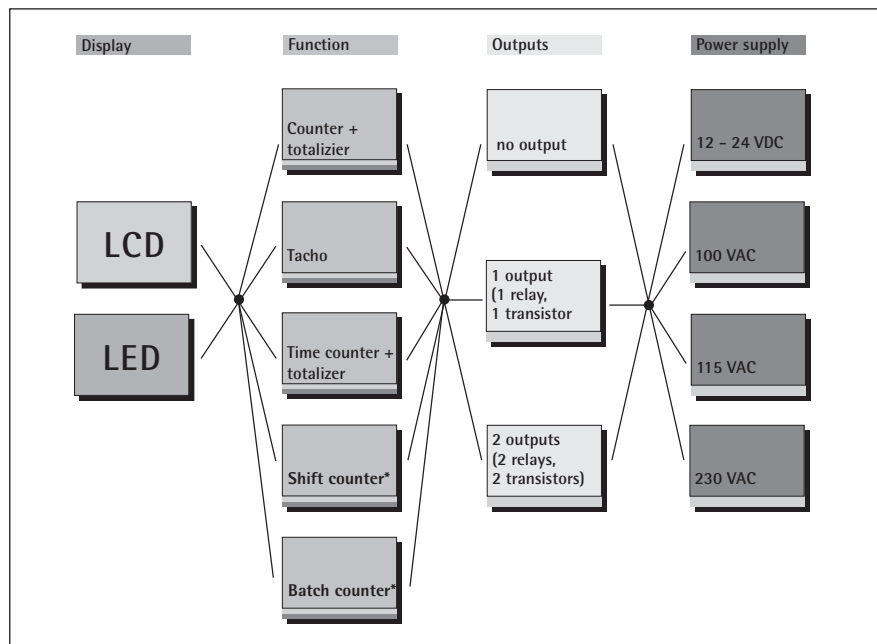 Display
Function
Outputs
Power supply
LCD
LED
Counter +
totalizier
Tacho
Time counter +
totalizer
Shift counter*
Batch counter*
no output
1 output
(1 relay,
1 transistor
2 outputs
(2 relays,
2 transistors)
12 - 24 VDC
100 VAC
115 VAC
230 VAC